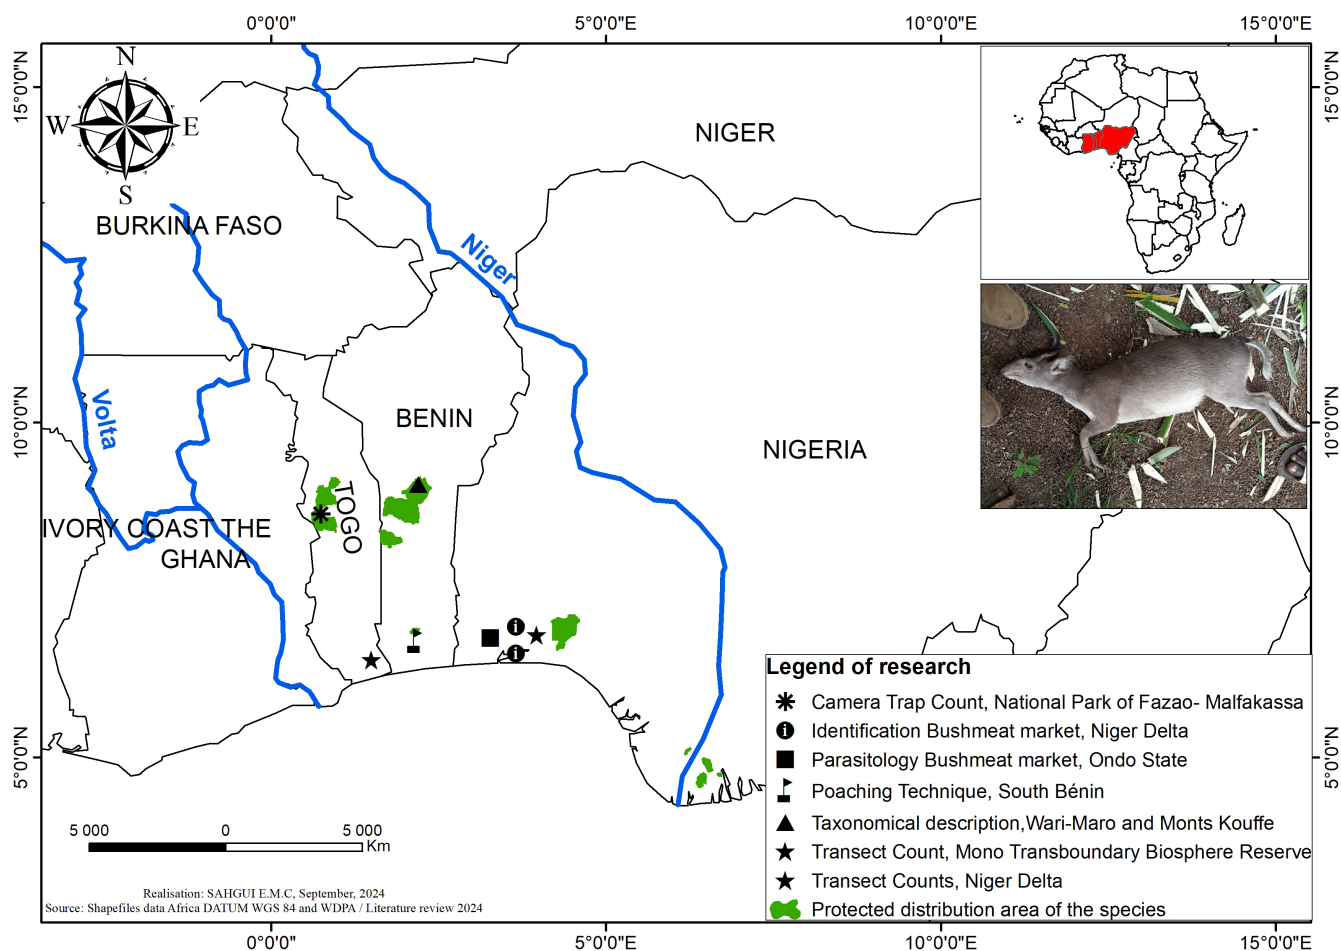 0°0'0"E 5°0'0"E 10°0'0"E 15°0'0"E
15°0'0"N
15°0'0"N
N
W
E
S
NIGER
BURKINA FASO
Niger
Volta
BENIN
10°0'0"N
10°0'0"N
NIGERIA
TOGO
IVORY COAST THE
GHANA
i
i
5°0'0"N
5°0'0"N
Legend of research
Camera Trap Count, National Park of Fazao- Malfakassa
i Identification Bushmeat market, Niger Delta
Parasitology Bushmeat market, Ondo State
Poaching Technique, South Bénin
Taxonomical description,Wari-Maro and Monts Kouffe
Transect Count, Mono Transboundary Biosphere Reserve
Transect Counts, Niger Delta
Protected distribution area of the species
5 000 0 5 000
Km
Realisation: SAHGUI E.M.C, September, 2024
Source: Shapefiles data Africa DATUM WGS 84 and WDPA / Literature review 2024
0°0'0"E 5°0'0"E 10°0'0"E 15°0'0"E